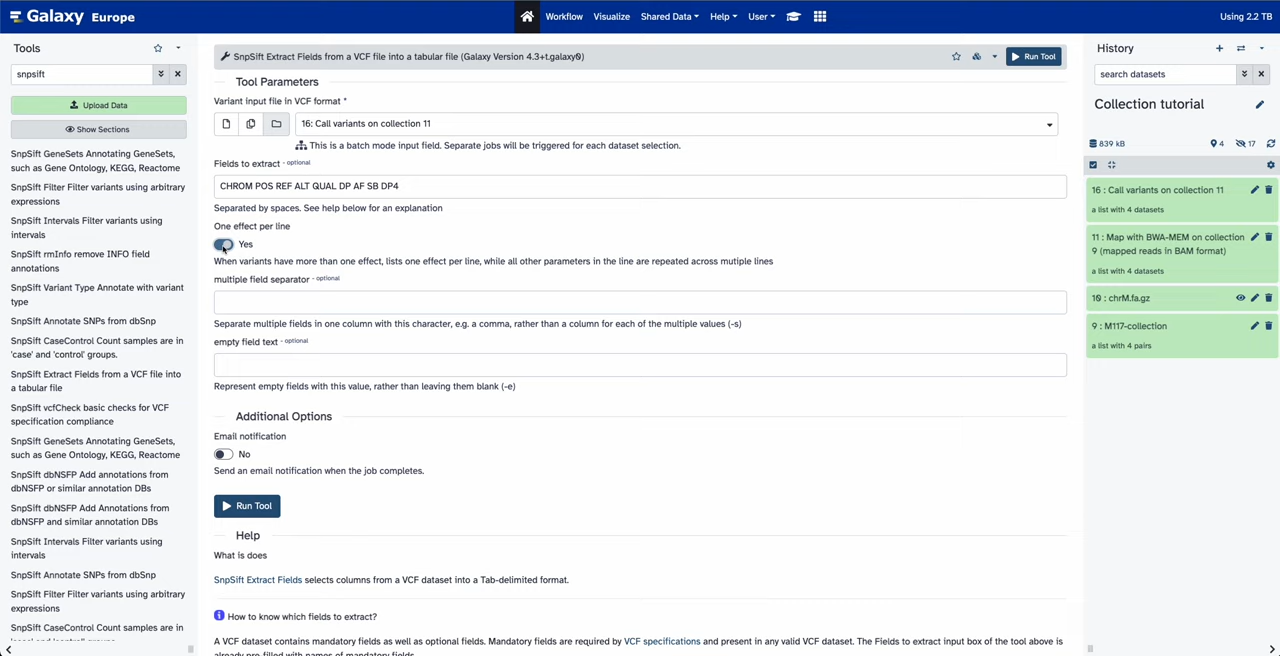 Galaxy Europe
Workflow Visualize Shared Data Help User
Using 2.2 TB
Tools
snpsift
Upload Data
Show Sections
SnpSift GeneSets Annotating GeneSets,
such as Gene Ontology, KEGG, Reactome
SnpSift Filter Filter variants using arbitrary
expressions
SnpSift Intervals Filter variants using
intervals
SnpSift rmInfo remove INFO field
annotations
SnpSift Variant Type Annotate with variant
type
SnpSift Annotate SNPs from dbSnp
SnpSift CaseControl Count samples are in
'case' and 'control' groups.
SnpSift Extract Fields from a VCF file into
a tabular file
SnpSift vcfCheck basic checks for VCF
specification compliance
SnpSift GeneSets Annotating GeneSets,
such as Gene Ontology, KEGG, Reactome
SnpSift dbNSFP Add annotations from
dbNSFP or similar annotation DBs
SnpSift dbNSFP Add Annotations from
dbNSFP and similar annotation DBs
SnpSift Intervals Filter variants using
intervals
SnpSift Annotate SNPs from dbSnp
SnpSift Filter Filter variants using arbitrary
expressions
SnpSift CaseControl Count samples are in
SnpSift Extract Fields from a VCF file into a tabular file (Galaxy Version 4.3+t.galaxy0)
Run Tool
Tool Parameters
Variant input file in VCF format *
16: Call variants on collection 11
This is a batch mode input field. Separate jobs will be triggered for each dataset selection.
Fields to extract - optional
CHROM POS REF ALT QUAL DP AF SB DP4
Separated by spaces. See help below for an explanation
One effect per line
Yes
When variants have more than one effect, lists one effect per line, while all other parameters in the line are repeated across mutiple lines
multiple field separator - optional
Separate multiple fields in one column with this character, e.g. a comma, rather than a column for each of the multiple values (-s)
empty field text - optional
Represent empty fields with this value, rather than leaving them blank (-e)
Additional Options
Email notification
No
Send an email notification when the job completes.
Run Tool
Help
What is does
SnpSift Extract Fields selects columns from a VCF dataset into a Tab-delimited format.
How to know which fields to extract?
A VCF dataset contains mandatory fields as well as optional fields. Mandatory fields are required by VCF specifications and present in any valid VCF dataset. The Fields to extract input box of the tool above is
already pre-filled with names of mandatory fields
History
search datasets
Collection tutorial
839 kB
4
17
16 : Call variants on collection 11
a list with 4 datasets
11 : Map with BWA-MEM on collection
9 (mapped reads in BAM format)
a list with 4 datasets
10 : chrM.fa.gz
9 : M117-collection
a list with 4 pairs